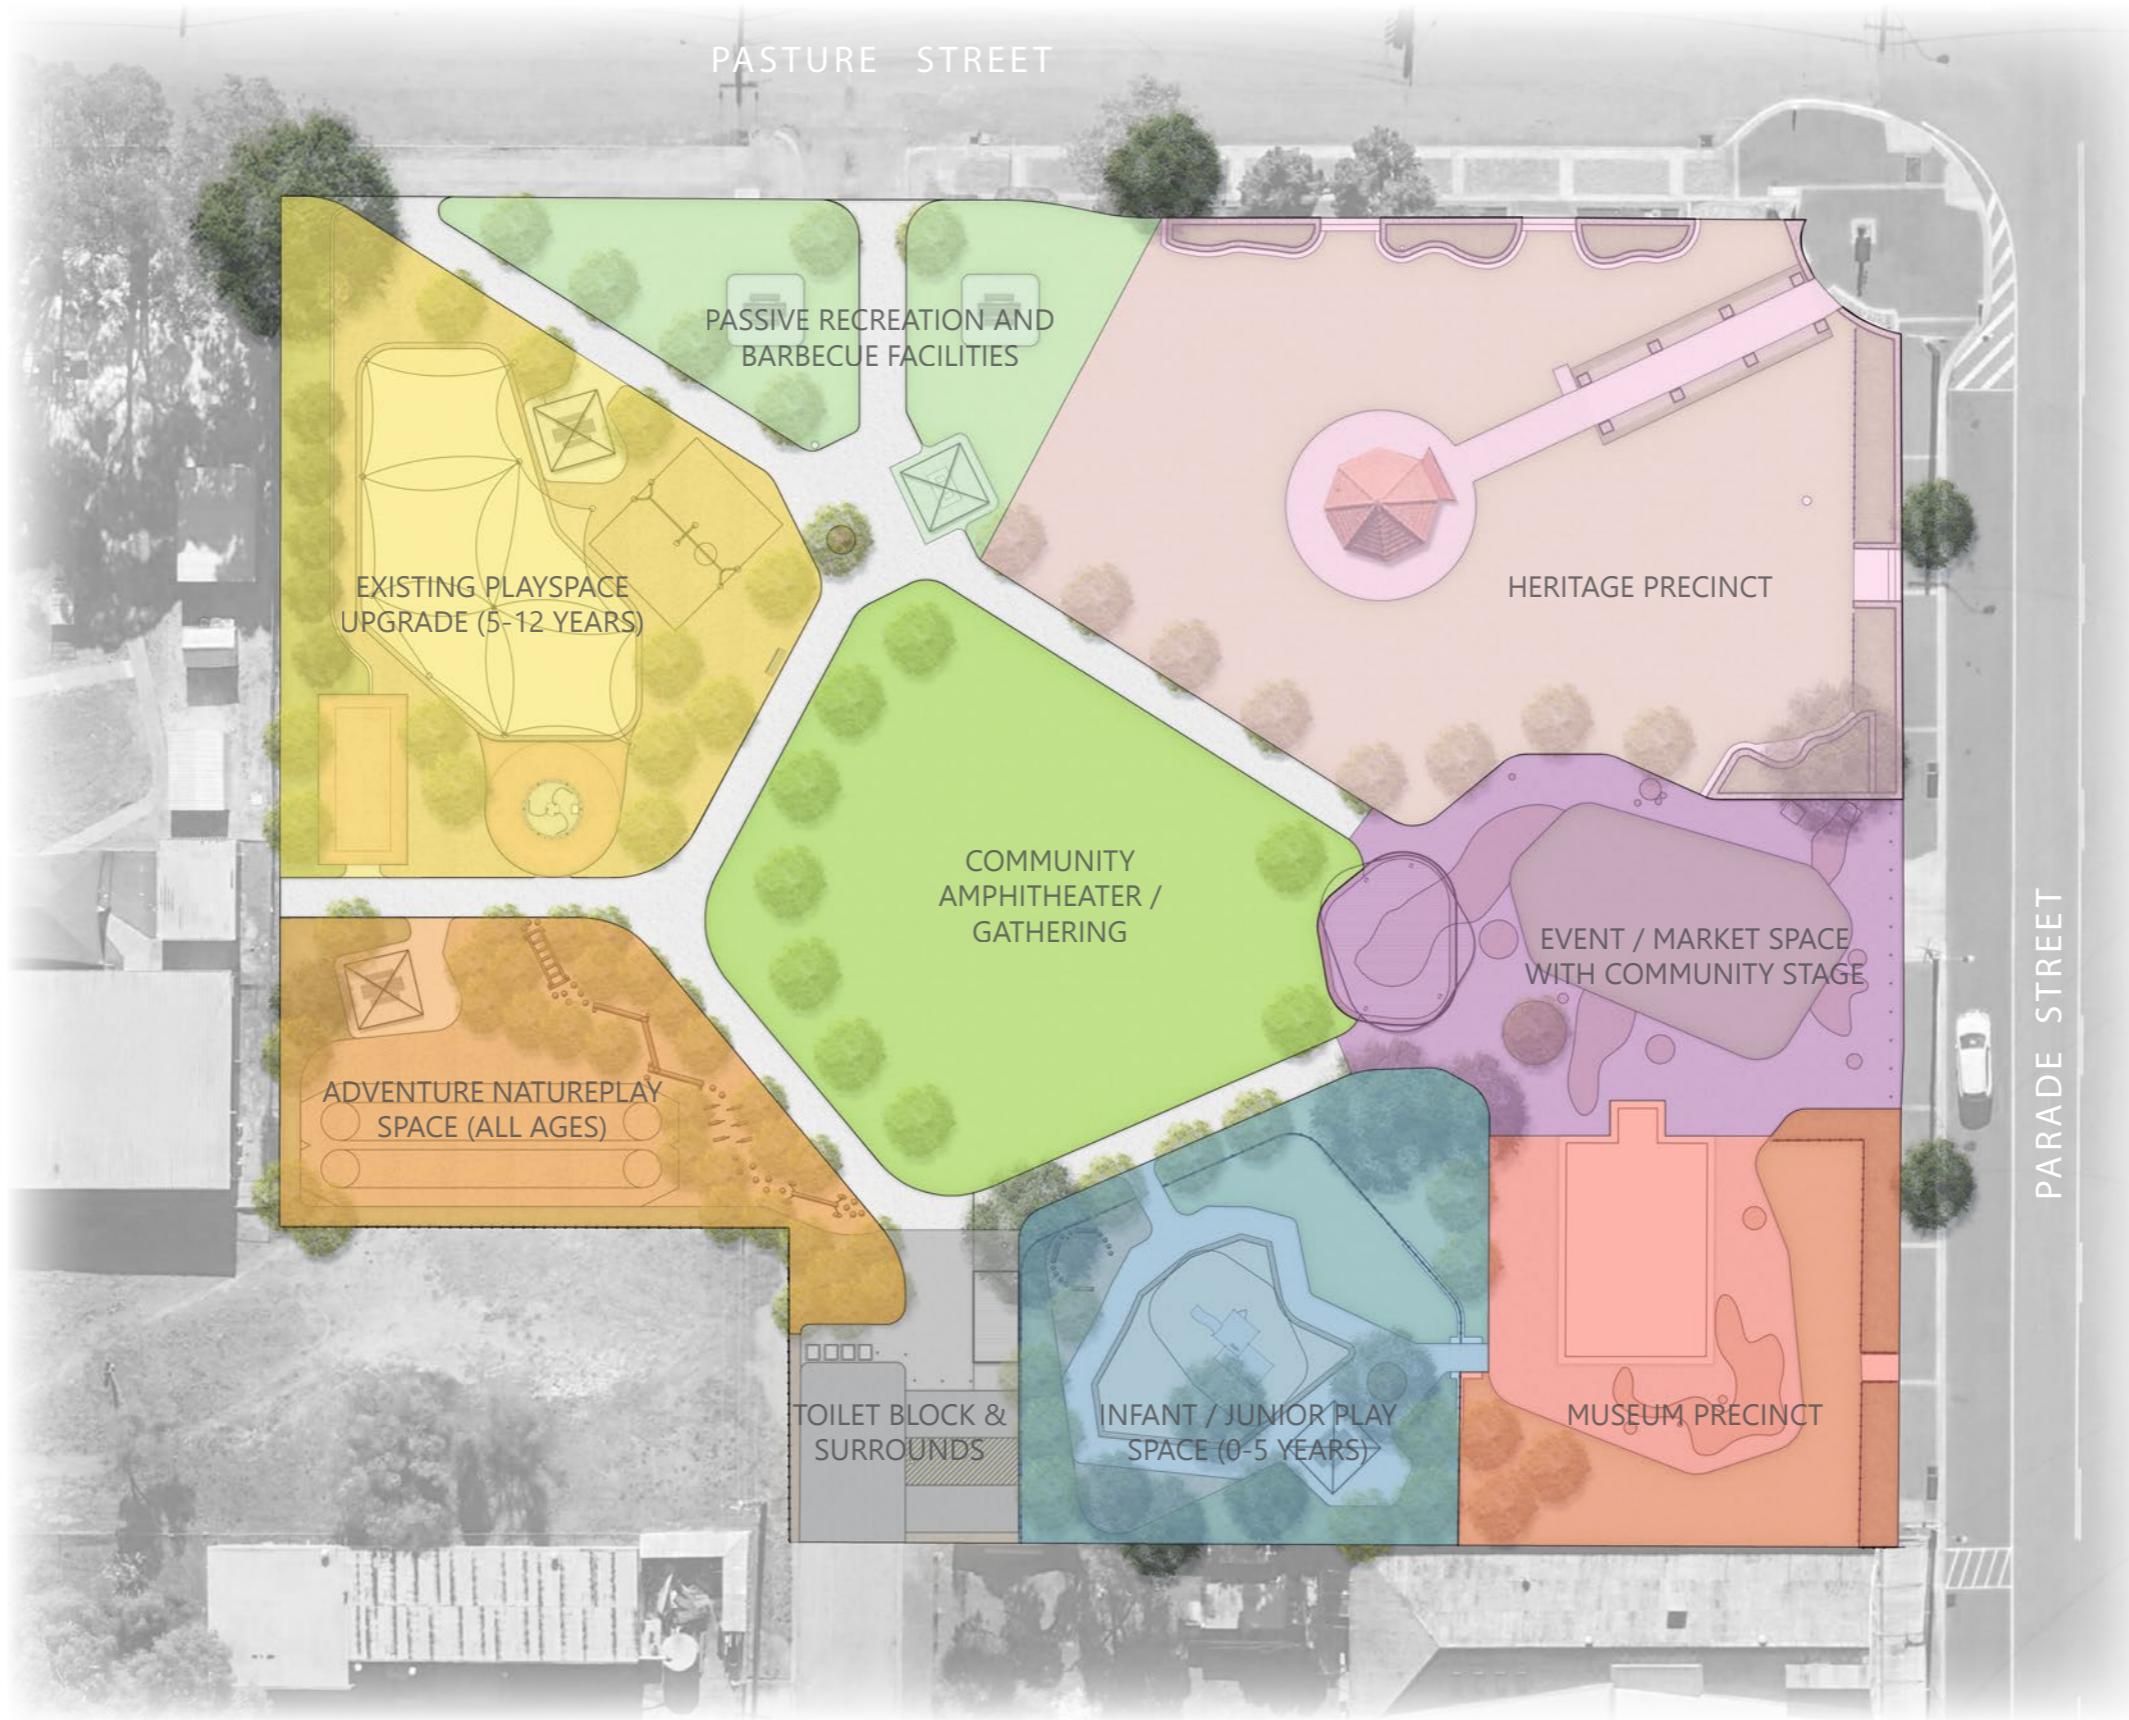 PASTURE STREET
PASSIVE RECREATION AND
BARBECUE FACILITIES
EXISTING PLAYSPACE
UPGRADE (5-12 YEARS)
HERITAGE PRECINCT
COMMUNITY
AMPHITHEATER /
GATHERING
EVENT / MARKET SPACE
WITH COMMUNITY STAGE
PARADE STREET
ADVENTURE NATUREPLAY
SPACE (ALL AGES)
TOILET BLOCK &
SURROUNDS
INFANT / JUNIOR PLAY
SPACE (0-5 YEARS)
MUSEUM PRECINCT